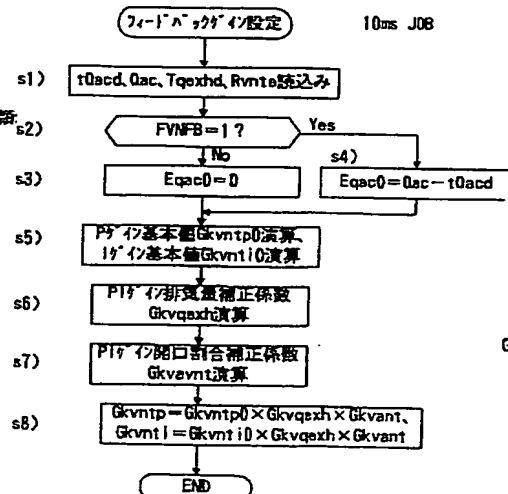 フィードバックゲイン設定
10ms JOB
s1)
tQacd、Qac、Tqexhd、Rvnte読込み
s2)
FVNFB=1?
Yes
No
s3)
Eqac0=0
s4)
Eqac0=Qac-tQacd
s5)
Pゲイン基本値Gkvntp0演算、
Iゲイン基本値Gkvnti0演算
s6)
PIゲイン排気量補正係数
Gkvqexh演算
s7)
PIゲイン開口割合補正係数
Gkvavnt演算
s8)
Gkvntp=Gkvntp0×Gkvqexh×Gkvant、
Gkvnti=Gkvnti0×Gkvqexh×Gkvant
END